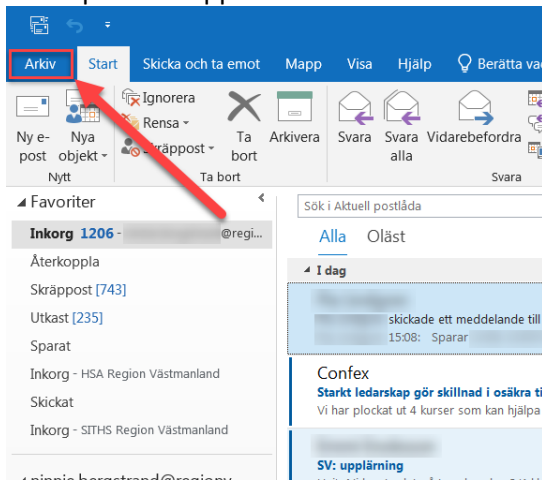 Arkiv Start Skicka och ta emot Mapp Visa Hjälp Berätta vad
Ignorera
Rensa
Skräppost
Ny e-post
Nya objekt
Ta bort
Arkivera
Svara
Svara alla
Vidarebefordra
Nytt Ta bort Svara
Favoriter
Inkorg 1206 - @regi...
Återkoppla
Skräppost [743]
Utkast [235]
Sparat
Inkorg - HSA Region Västmanland
Skickat
Inkorg - SITHS Region Västmanland
Sök i Aktuell postlåda
Alla Oläst
I dag
skickade ett meddelande till
15:08: Sparar
Confex
Starkt ledarskap gör skillnad i osäkra ti
Vi har plockat ut 4 kurser som kan hjälpa
SV: upplärning